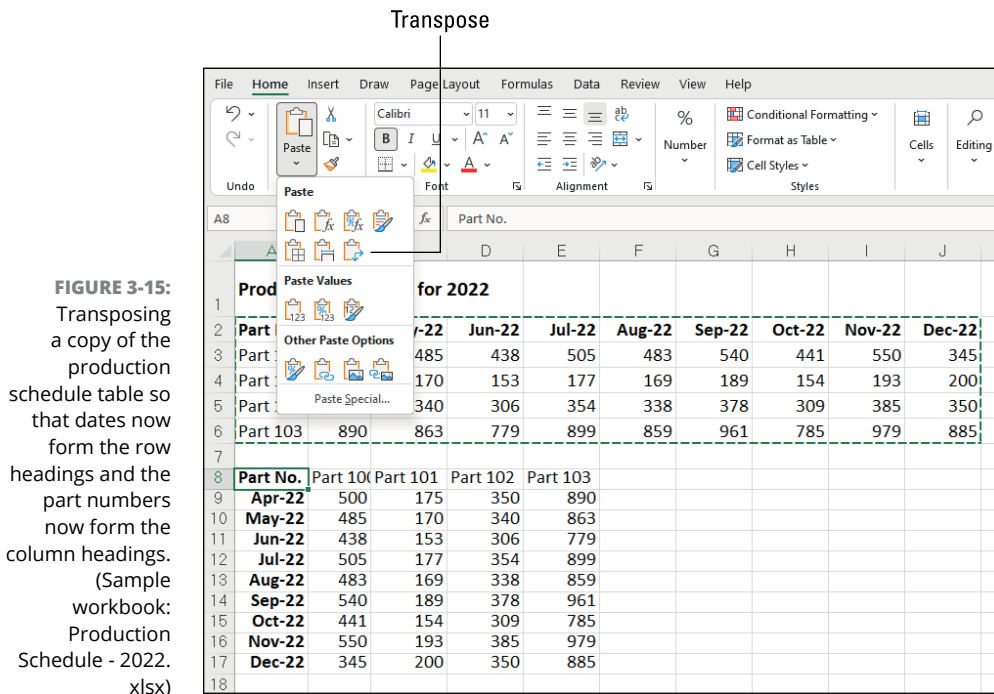 Transpose
File Home Insert Draw Page Layout Formulas Data Review View Help
Calibri 11
Paste
B I U A A
Number
Conditional Formatting
Format as Table
Cell Styles
Cells
Editing
Undo Font Alignment Styles
A8 fx Part No.
Paste
Paste Values
Other Paste Options
Paste Special...
A D E F G H I J
1 Prod for 2022
2 Part -22 Jun-22 Jul-22 Aug-22 Sep-22 Oct-22 Nov-22 Dec-22
3 Part 485 438 505 483 540 441 550 345
4 Part 170 153 177 169 189 154 193 200
5 Part 340 306 354 338 378 309 385 350
6 Part 103 890 863 779 899 859 961 785 979 885
7
8 Part No. Part 10 Part 101 Part 102 Part 103
9 Apr-22 500 175 350 890
10 May-22 485 170 340 863
11 Jun-22 438 153 306 779
12 Jul-22 505 177 354 899
13 Aug-22 483 169 338 859
14 Sep-22 540 189 378 961
15 Oct-22 441 154 309 785
16 Nov-22 550 193 385 979
17 Dec-22 345 200 350 885
18
FIGURE 3-15:
Transposing
a copy of the
production
schedule table so
that dates now
form the row
headings and the
part numbers
now form the
column headings.
(Sample
workbook:
Production
Schedule - 2022.
xlsx)